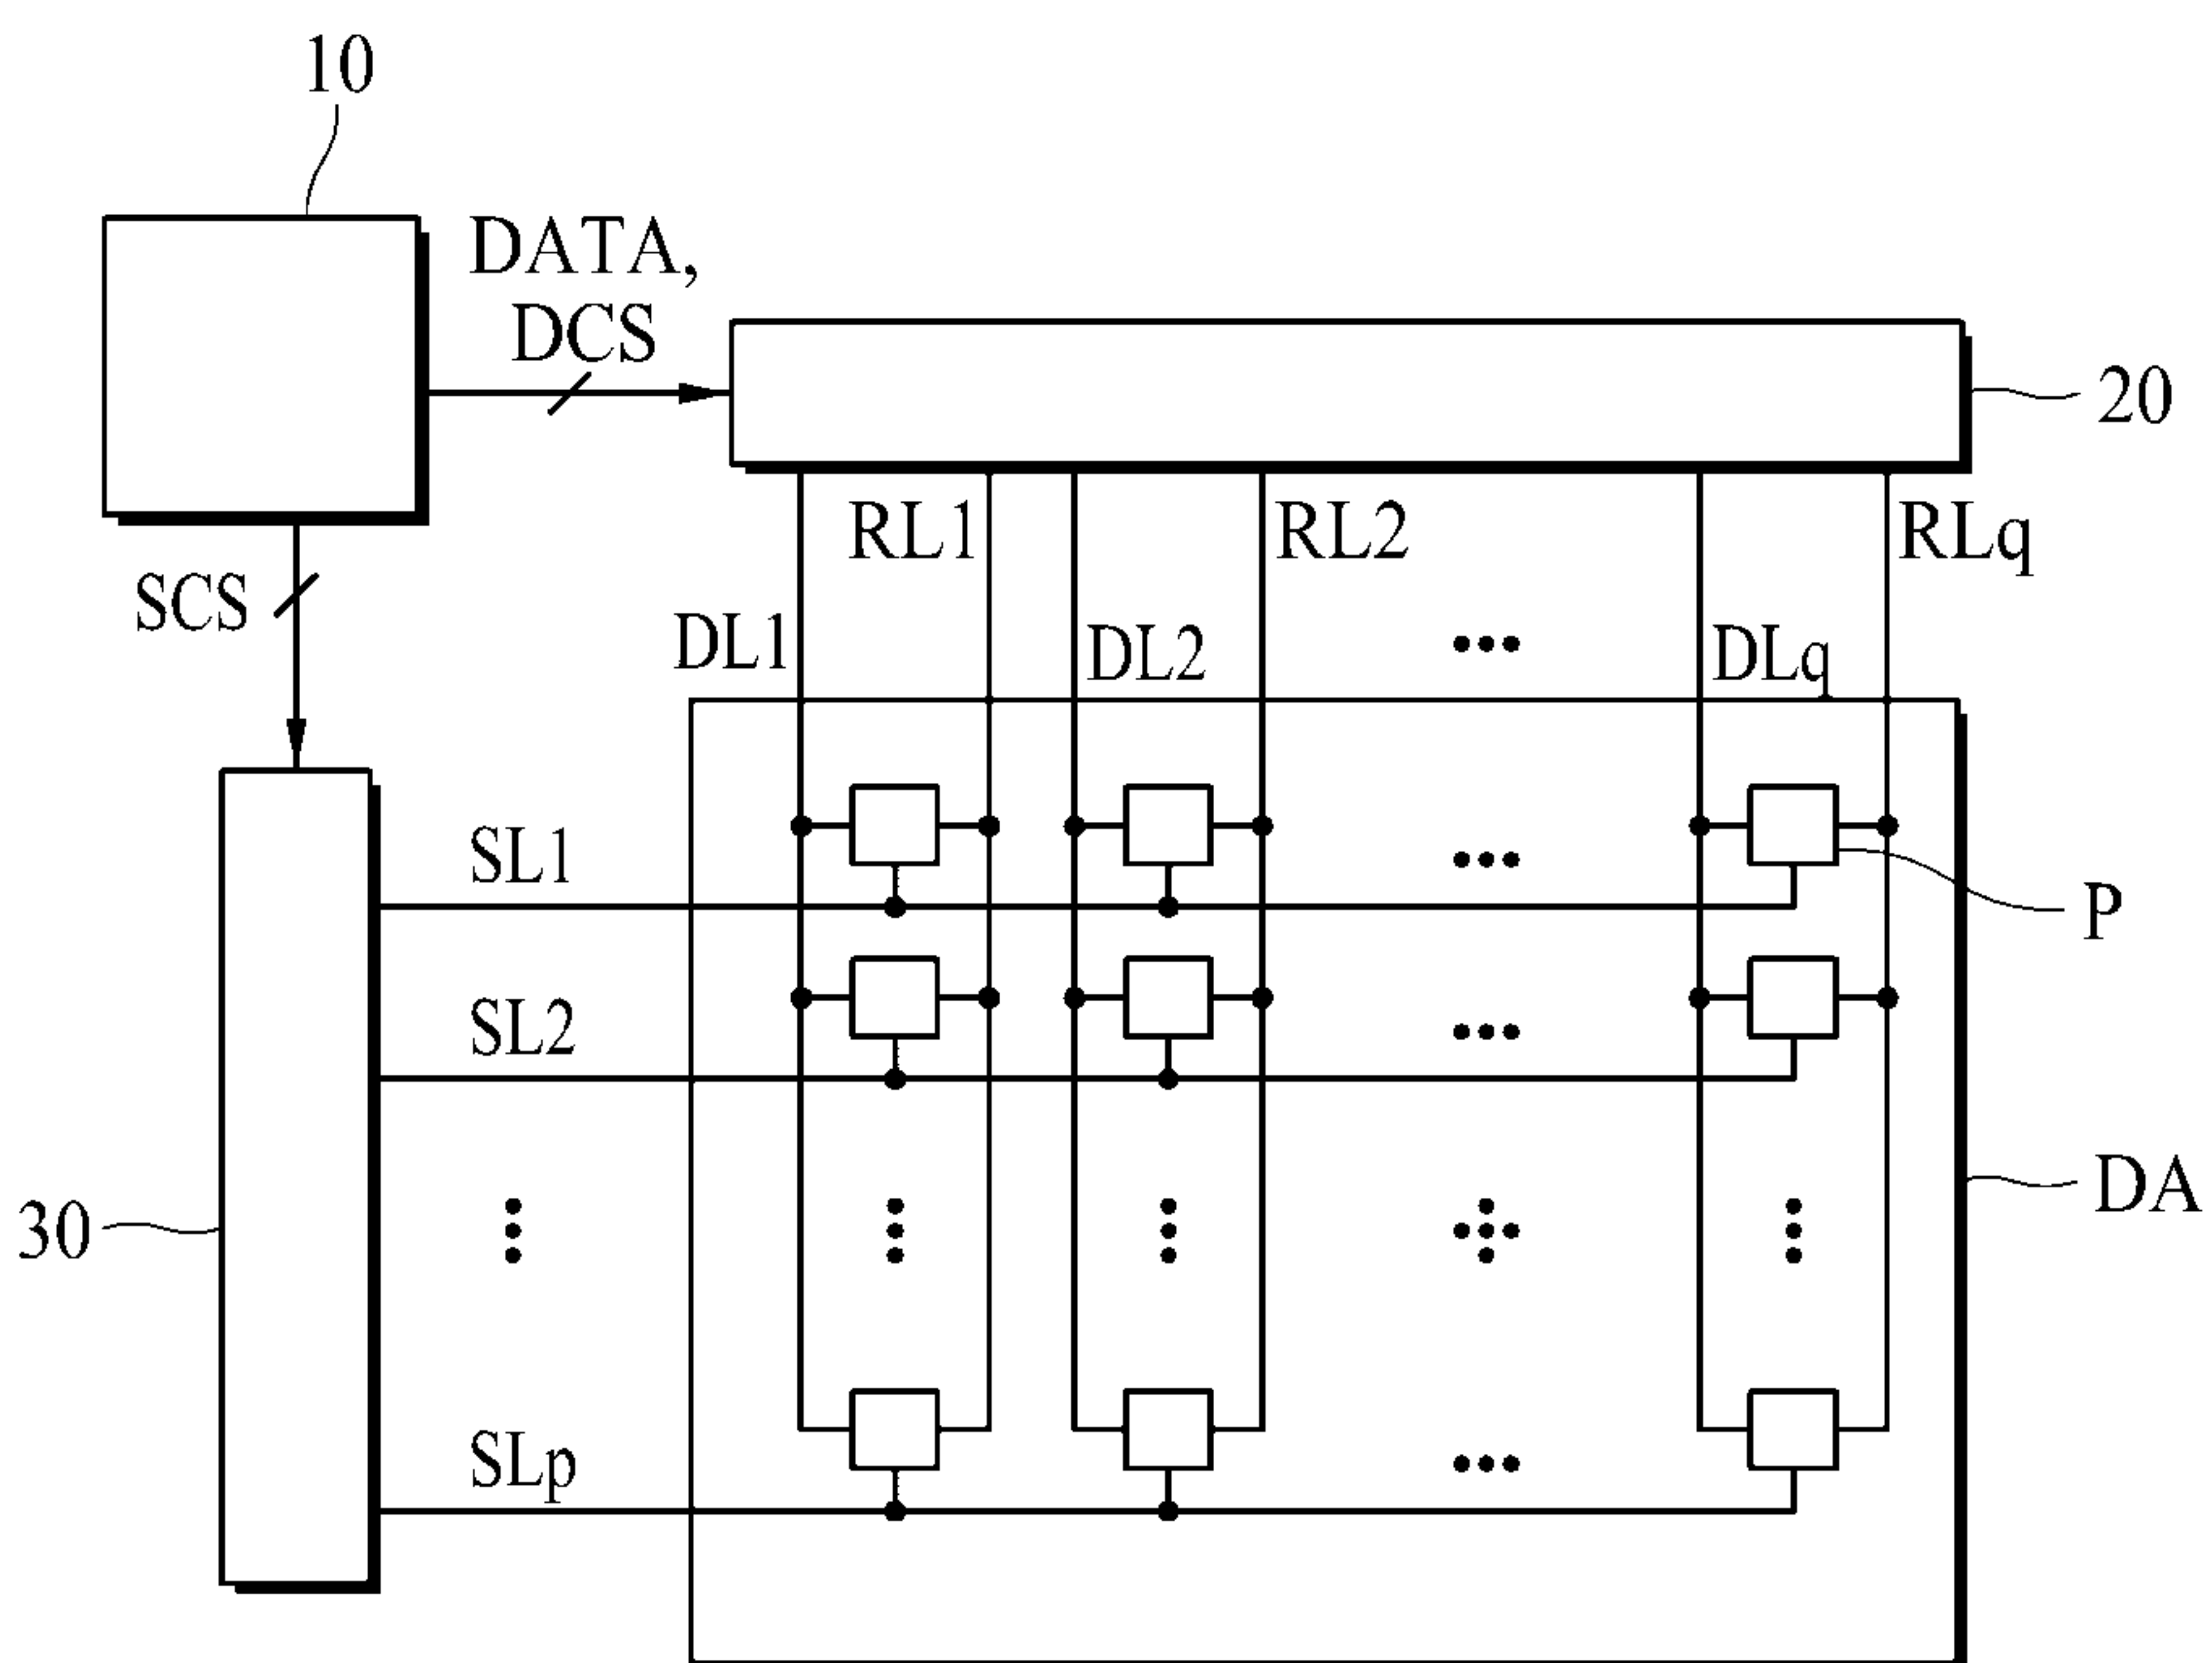 10
DATA,
DCS
20
RL1
RL2
RLq
SCS
DL1
DL2
DLq
SL1
P
SL2
DA
30
SLp